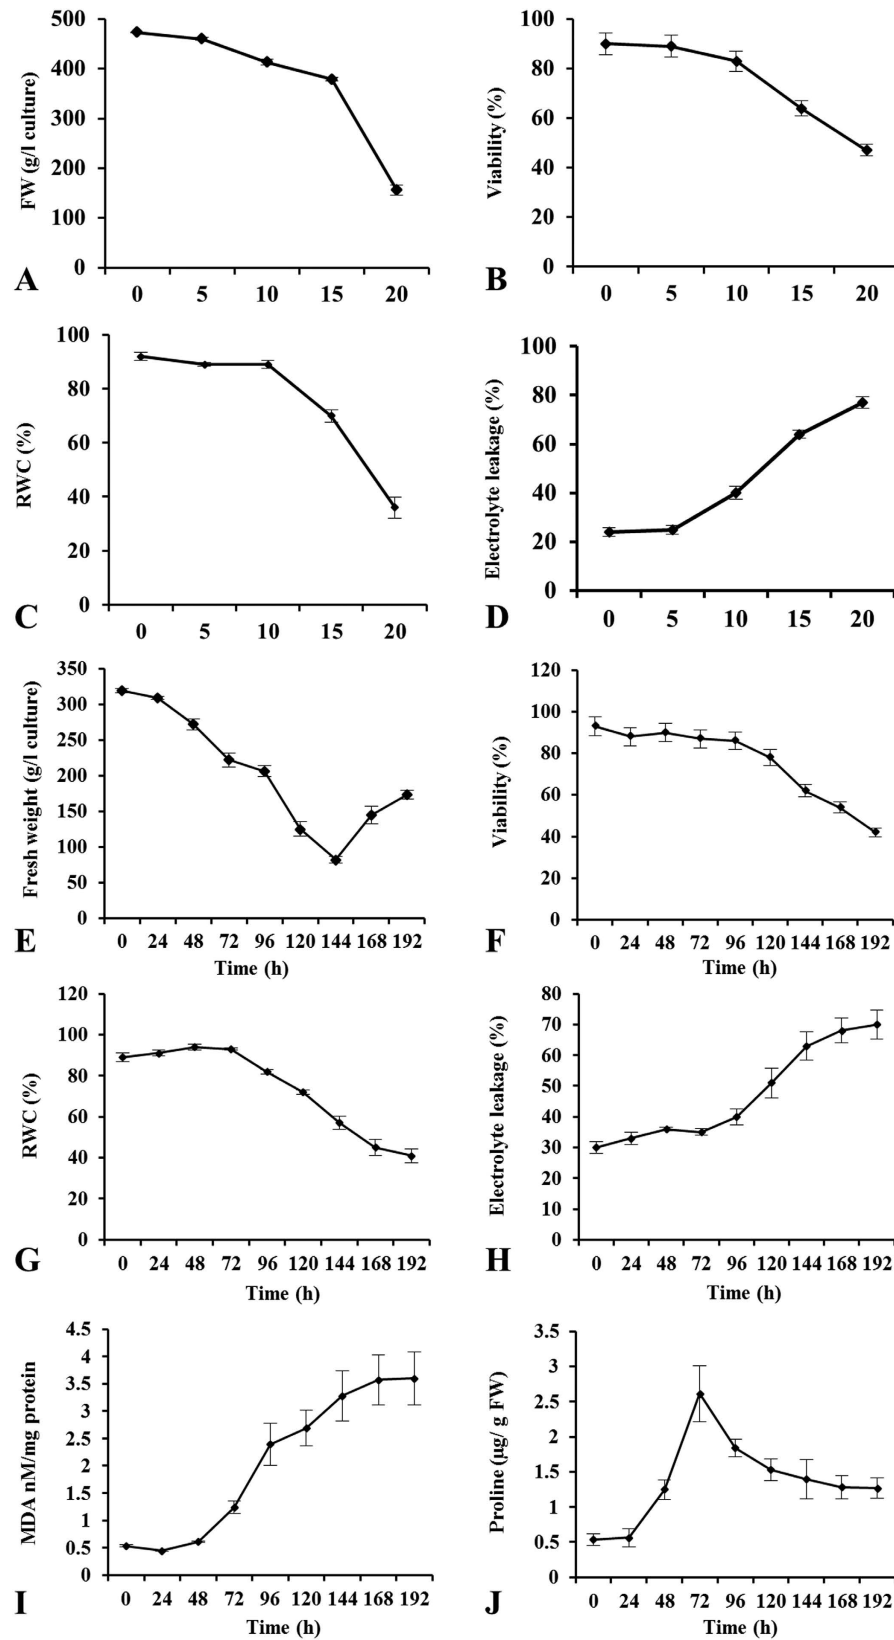 500
400
300
200
100
0
FW (g/l culture)
A
0 5 10 15 20
100
80
60
40
20
0
Viability (%)
B
0 5 10 15 20
100
80
60
40
20
0
RWC (%)
C
0 5 10 15 20
100
80
60
40
20
0
Electrolyte leakage (%)
D
0 5 10 15 20
350
300
250
200
150
100
50
0
Fresh weight (g/l culture)
E
0 24 48 72 96 120 144 168 192
Time (h)
120
100
80
60
40
20
0
Viability (%)
F
0 24 48 72 96 120 144 168 192
Time (h)
120
100
80
60
40
20
0
RWC (%)
G
0 24 48 72 96 120 144 168 192
Time (h)
80
70
60
50
40
30
20
10
0
Electrolyte leakage (%)
H
0 24 48 72 96 120 144 168 192
Time (h)
4.5
4
3.5
3
2.5
2
1.5
1
0.5
0
MDA nM/mg protein
I
0 24 48 72 96 120 144 168 192
Time (h)
3.5
3
2.5
2
1.5
1
0.5
0
Proline (µg/ g FW)
J
0 24 48 72 96 120 144 168 192
Time (h)